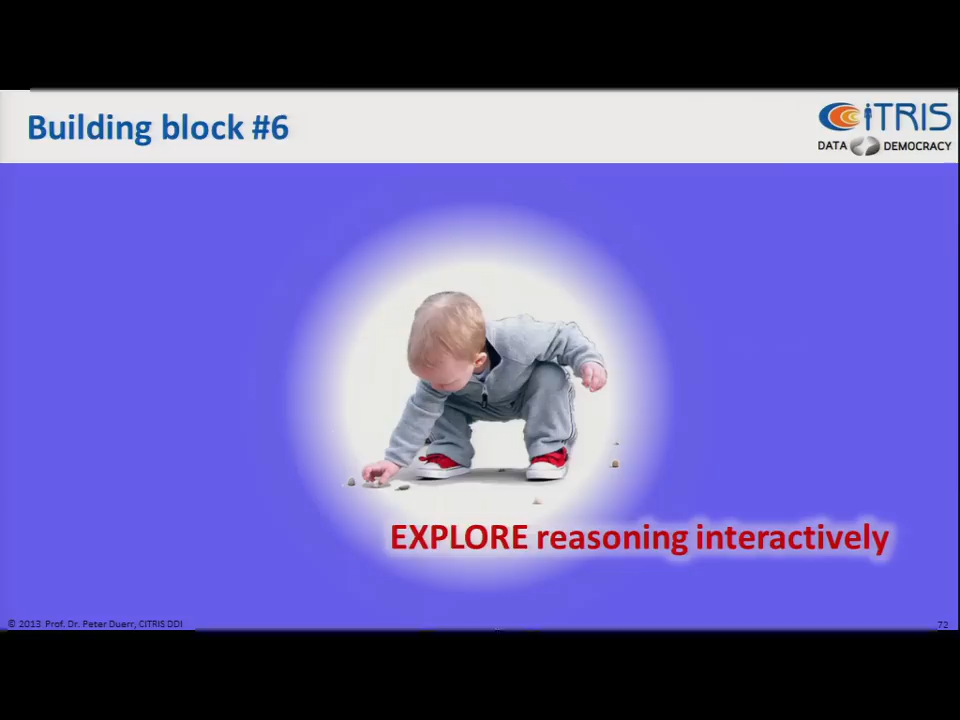 Building block #6
CiTRIS
DATA DEMOCRACY
EXPLORE reasoning interactively
© 2013 Prof. Dr. Peter Duerr, CITRIS DDI
72